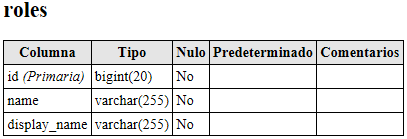 roles
Columna Tipo Nulo Predeterminado Comentarios
id (Primaria) bigint(20) No
name varchar(255) No
display_name varchar(255) No